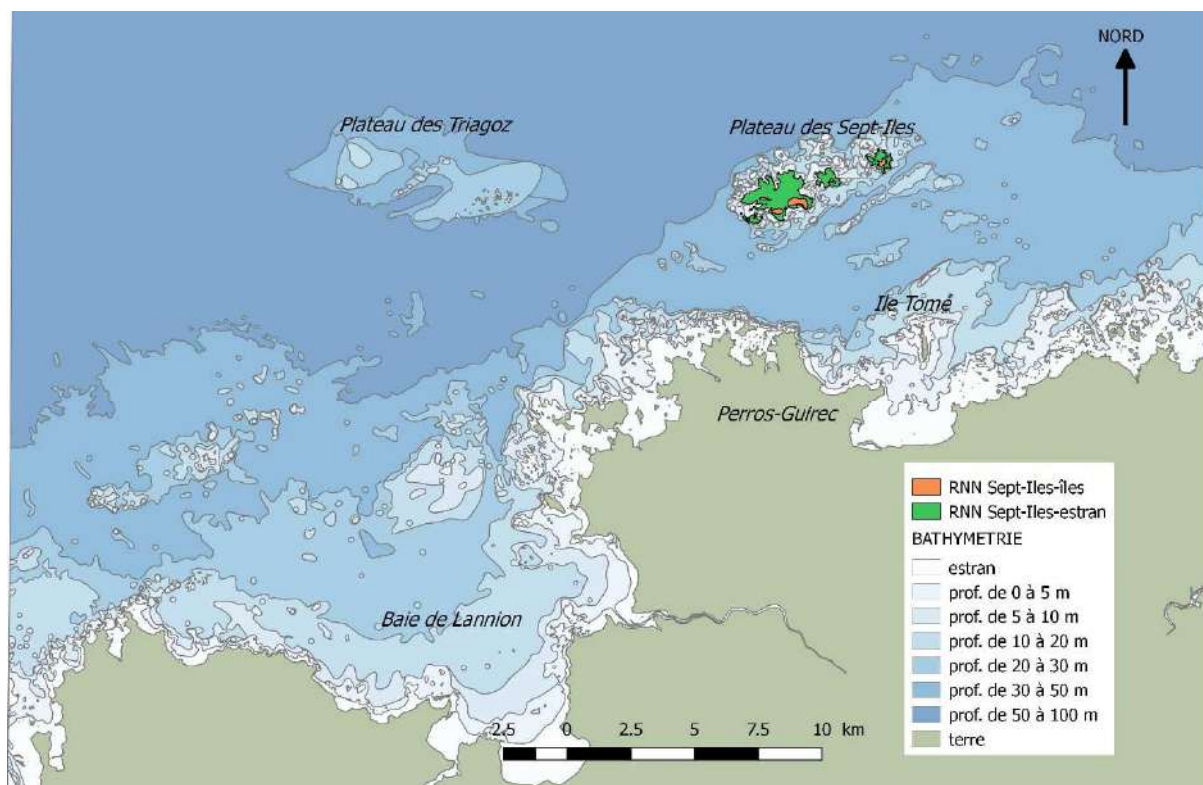 NORD
Plateau des Triagoz
Plateau des Sept-Iles
Ile Tomé
Perros-Guirec
RNN Sept-Iles-îles
RNN Sept-Iles-estran
BATHYMETRIE
estran
prof. de 0 à 5 m
prof. de 5 à 10 m
prof. de 10 à 20 m
prof. de 20 à 30 m
prof. de 30 à 50 m
prof. de 50 à 100 m
terre
Baie de Lannion
2.5 0 2.5 5 7.5 10 km